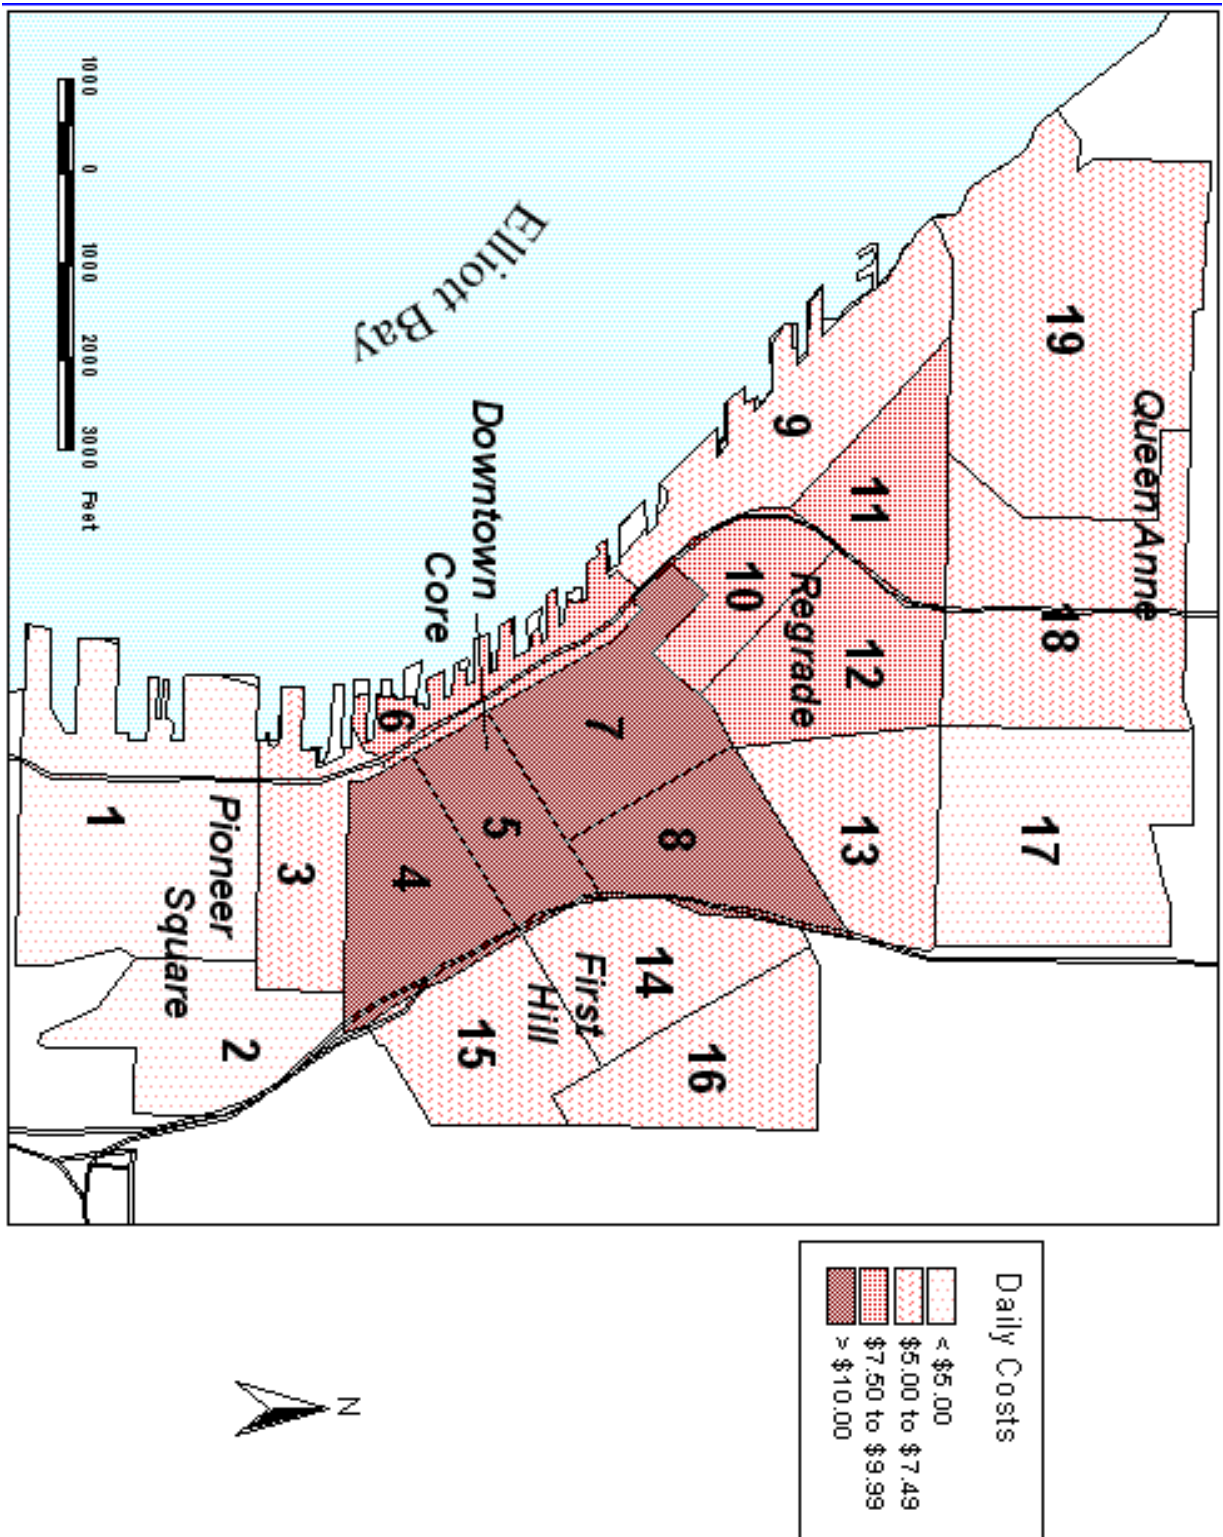 19
Queen Anne
18
17
9
11
Regrade
12
10
13
7
8
Elliott Bay
Downtown
Core
6
5
4
14
First
Hill
16
15
3
Pioneer
Square
1
2
1000 0 1000 2000 3000 Feet
Daily Costs
< $5.00
$5.00 to $7.49
$7.50 to $9.99
> $10.00
N